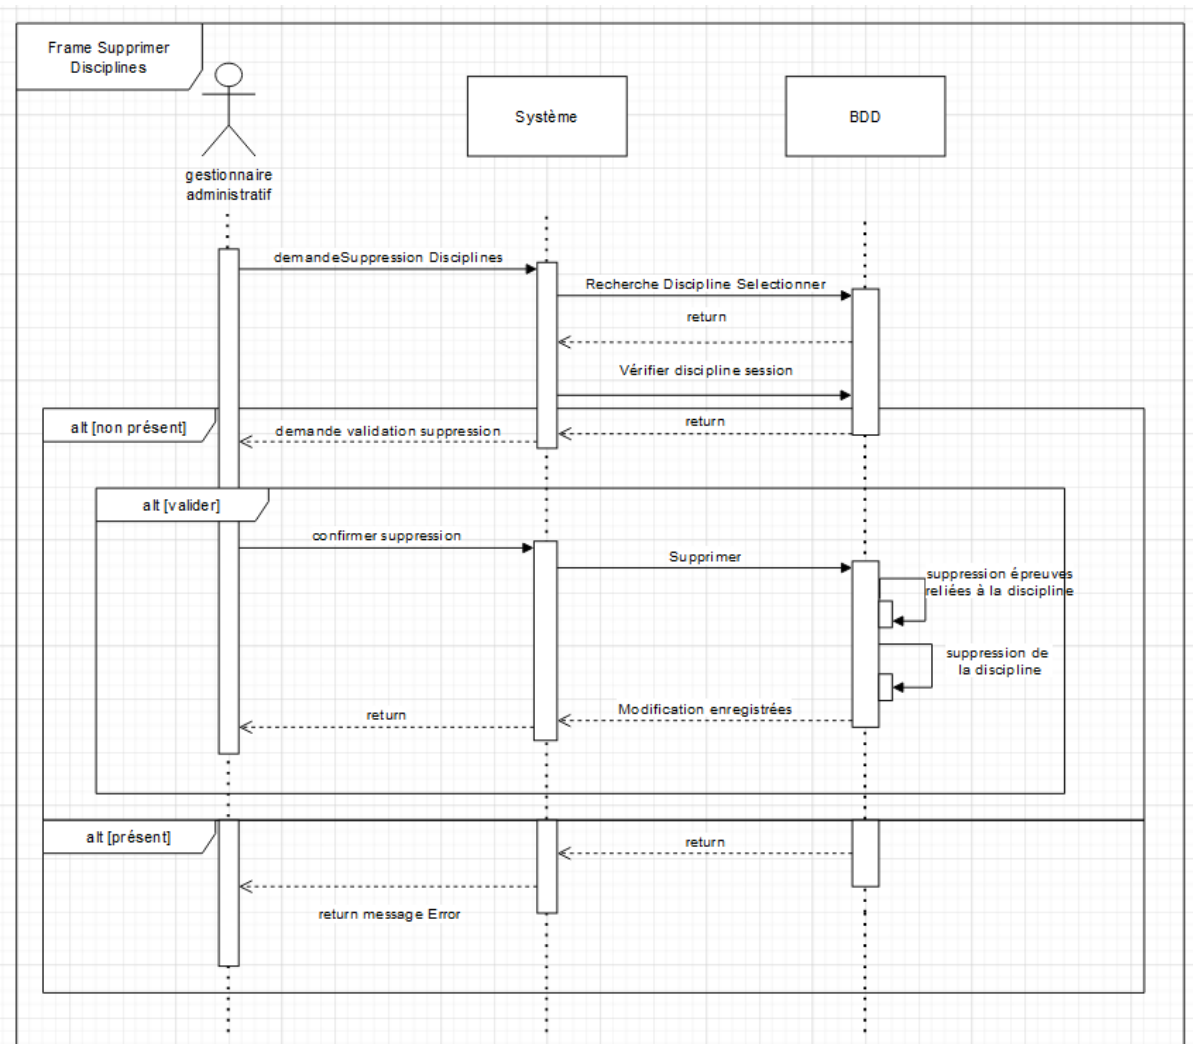 Frame Supprimer
Disciplines
gestionnaire
administratif
Système
BDD
demandeSuppression Disciplines
Recherche Discipline Selectionner
return
Vérifier discipline session
alt [non présent]
return
demande validation suppression
alt [valider]
confirmer suppression
Supprimer
suppression épreuves
reliées à la discipline
suppression de
la discipline
Modification enregistrées
return
alt [présent]
return
return message Error